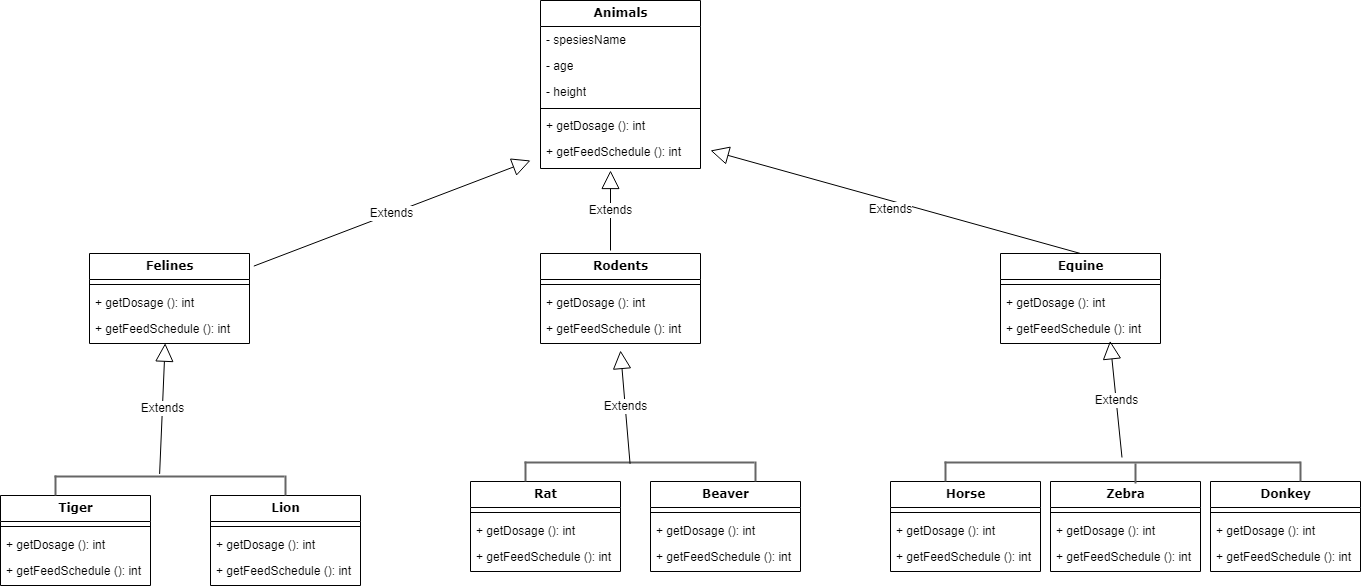 Animals
- spesiesName
- age
- height
+ getDosage (): int
+ getFeedSchedule (): int
Extends
Extends
Extends
Felines
+ getDosage (): int
+ getFeedSchedule (): int
Rodents
+ getDosage (): int
+ getFeedSchedule (): int
Equine
+ getDosage (): int
+ getFeedSchedule (): int
Extends
Extends
Extends
Tiger
+ getDosage (): int
+ getFeedSchedule (): int
Lion
+ getDosage (): int
+ getFeedSchedule (): int
Rat
+ getDosage (): int
+ getFeedSchedule (): int
Beaver
+ getDosage (): int
+ getFeedSchedule (): int
Horse
+ getDosage (): int
+ getFeedSchedule (): int
Zebra
+ getDosage (): int
+ getFeedSchedule (): int
Donkey
+ getDosage (): int
+ getFeedSchedule (): int